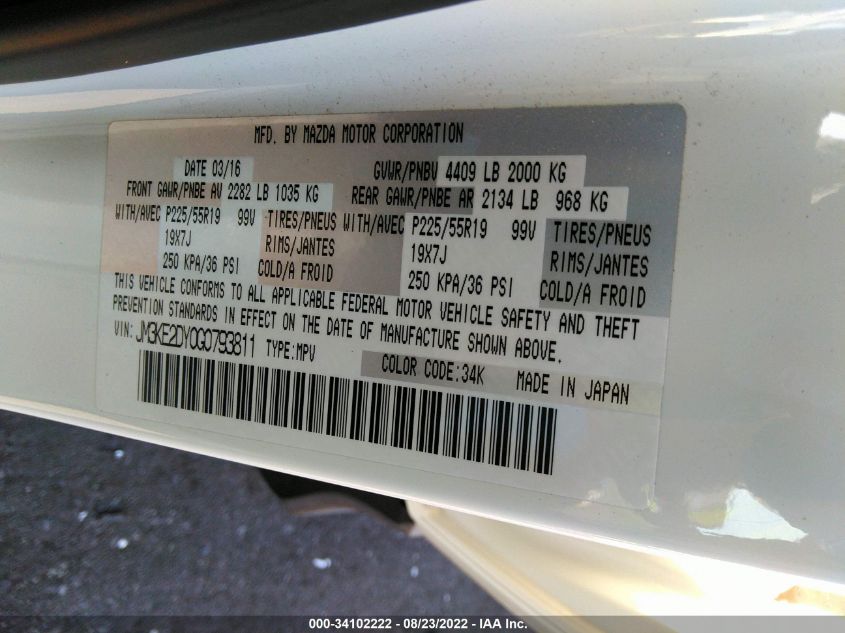 MFD. BY MAZDA MOTOR CORPORATION
DATE 03/16 GVWR/PNBV 4409 LB 2000 KG
FRONT GAWR/PNBE AV 2282 LB 1035 KG REAR GAWR/PNBE AR 2134 LB 968 KG
WITH/AVEC P225/55R19 99V TIRES/PNEUS WITH/AVEC P225/55R19 99V TIRES/PNEUS
19X7J RIMS/JANTES 19X7J RIMS/JANTES
250 KPA/36 PSI COLD/A FROID 250 KPA/36 PSI COLD/A FROID
THIS VEHICLE CONFORMS TO ALL APPLICABLE FEDERAL MOTOR VEHICLE SAFETY AND THEFT
PREVENTION STANDARDS IN EFFECT ON THE DATE OF MANUFACTURE SHOWN ABOVE.
VIN: JM3KE2DY0G0793811 TYPE:MPV
COLOR CODE:34K MADE IN JAPAN
000-34102222 - 08/23/2022 - IAA Inc.